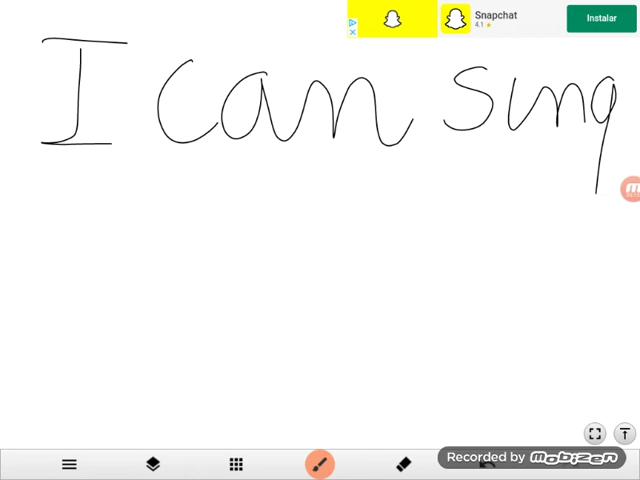 Snapchat
4.1 ★
Instalar
I can sing
Recorded by mobizen